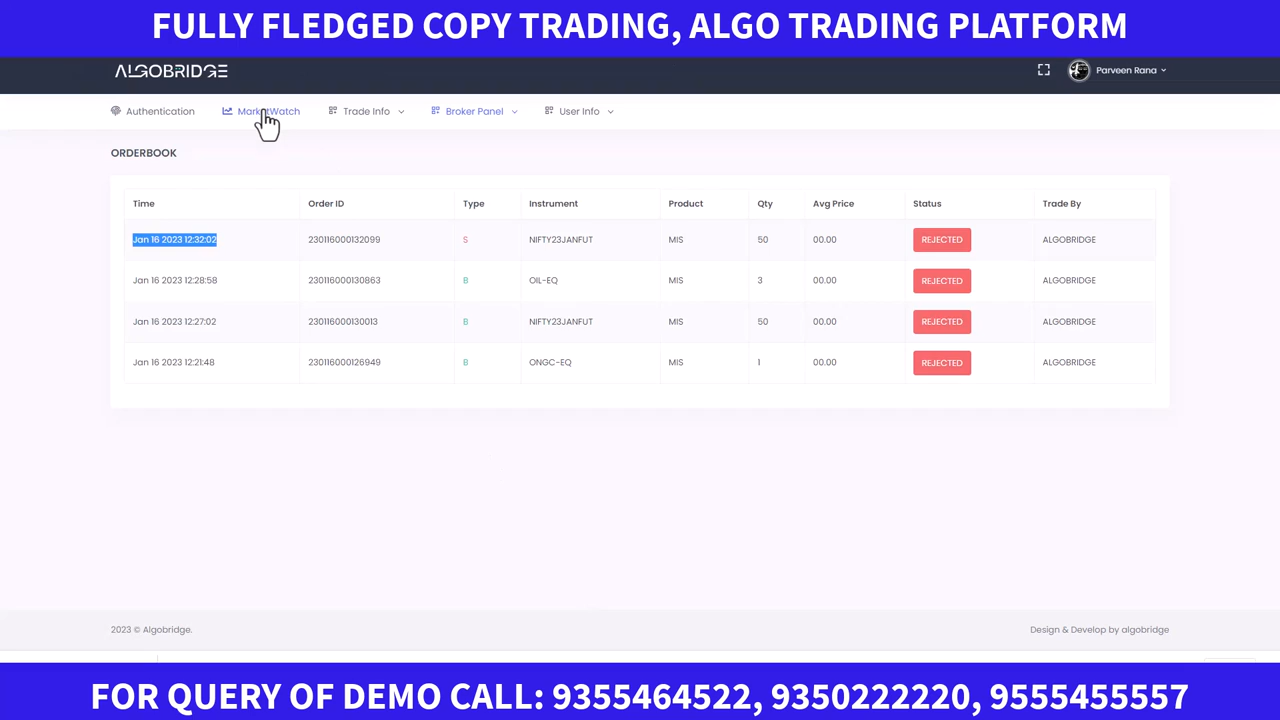 FULLY FLEDGED COPY TRADING, ALGO TRADING PLATFORM
ALGOBRIDGE Parveen Rana
Authentication MarketWatch Trade Info Broker Panel User Info
ORDERBOOK
Time Order ID Type Instrument Product Qty Avg Price Status Trade By
Jan 16 2023 12:32:02 230116000132099 S NIFTY23JANFUT MIS 50 00.00 REJECTED ALGOBRIDGE
Jan 16 2023 12:28:58 230116000130863 B OIL-EQ MIS 3 00.00 REJECTED ALGOBRIDGE
Jan 16 2023 12:27:02 230116000130013 B NIFTY23JANFUT MIS 50 00.00 REJECTED ALGOBRIDGE
Jan 16 2023 12:21:48 230116000126949 B ONGC-EQ MIS 1 00.00 REJECTED ALGOBRIDGE
2023 © Algobridge. Design & Develop by algobridge
FOR QUERY OF DEMO CALL: 9355464522, 9350222220, 9555455557